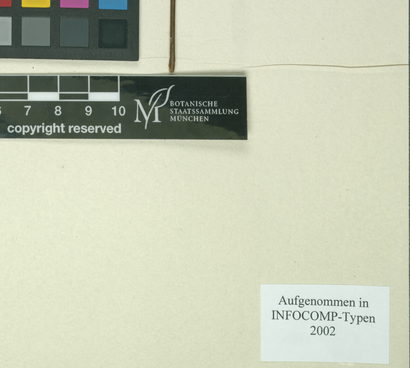 6 7 8 9 10
copyright reserved
BOTANISCHE
STAATSSAMMLUNG
MÜNCHEN
Aufgenommen in
INFOCOMP-Typen
2002